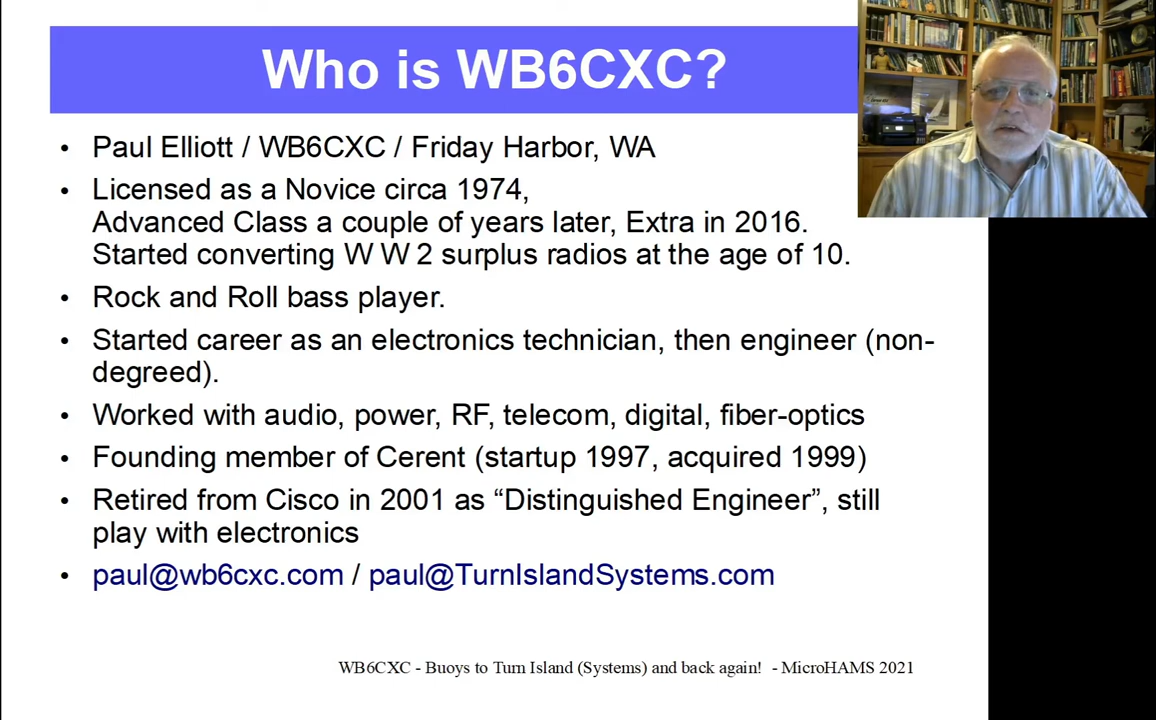 Who is WB6CXC?
• Paul Elliott / WB6CXC / Friday Harbor, WA
• Licensed as a Novice circa 1974,
Advanced Class a couple of years later, Extra in 2016.
Started converting W W 2 surplus radios at the age of 10.
• Rock and Roll bass player.
• Started career as an electronics technician, then engineer (non-
degreed).
• Worked with audio, power, RF, telecom, digital, fiber-optics
• Founding member of Cerent (startup 1997, acquired 1999)
• Retired from Cisco in 2001 as “Distinguished Engineer”, still
play with electronics
• paul@wb6cxc.com / paul@TurnIslandSystems.com
WB6CXC - Buoys to Turn Island (Systems) and back again! - MicroHAMS 2021